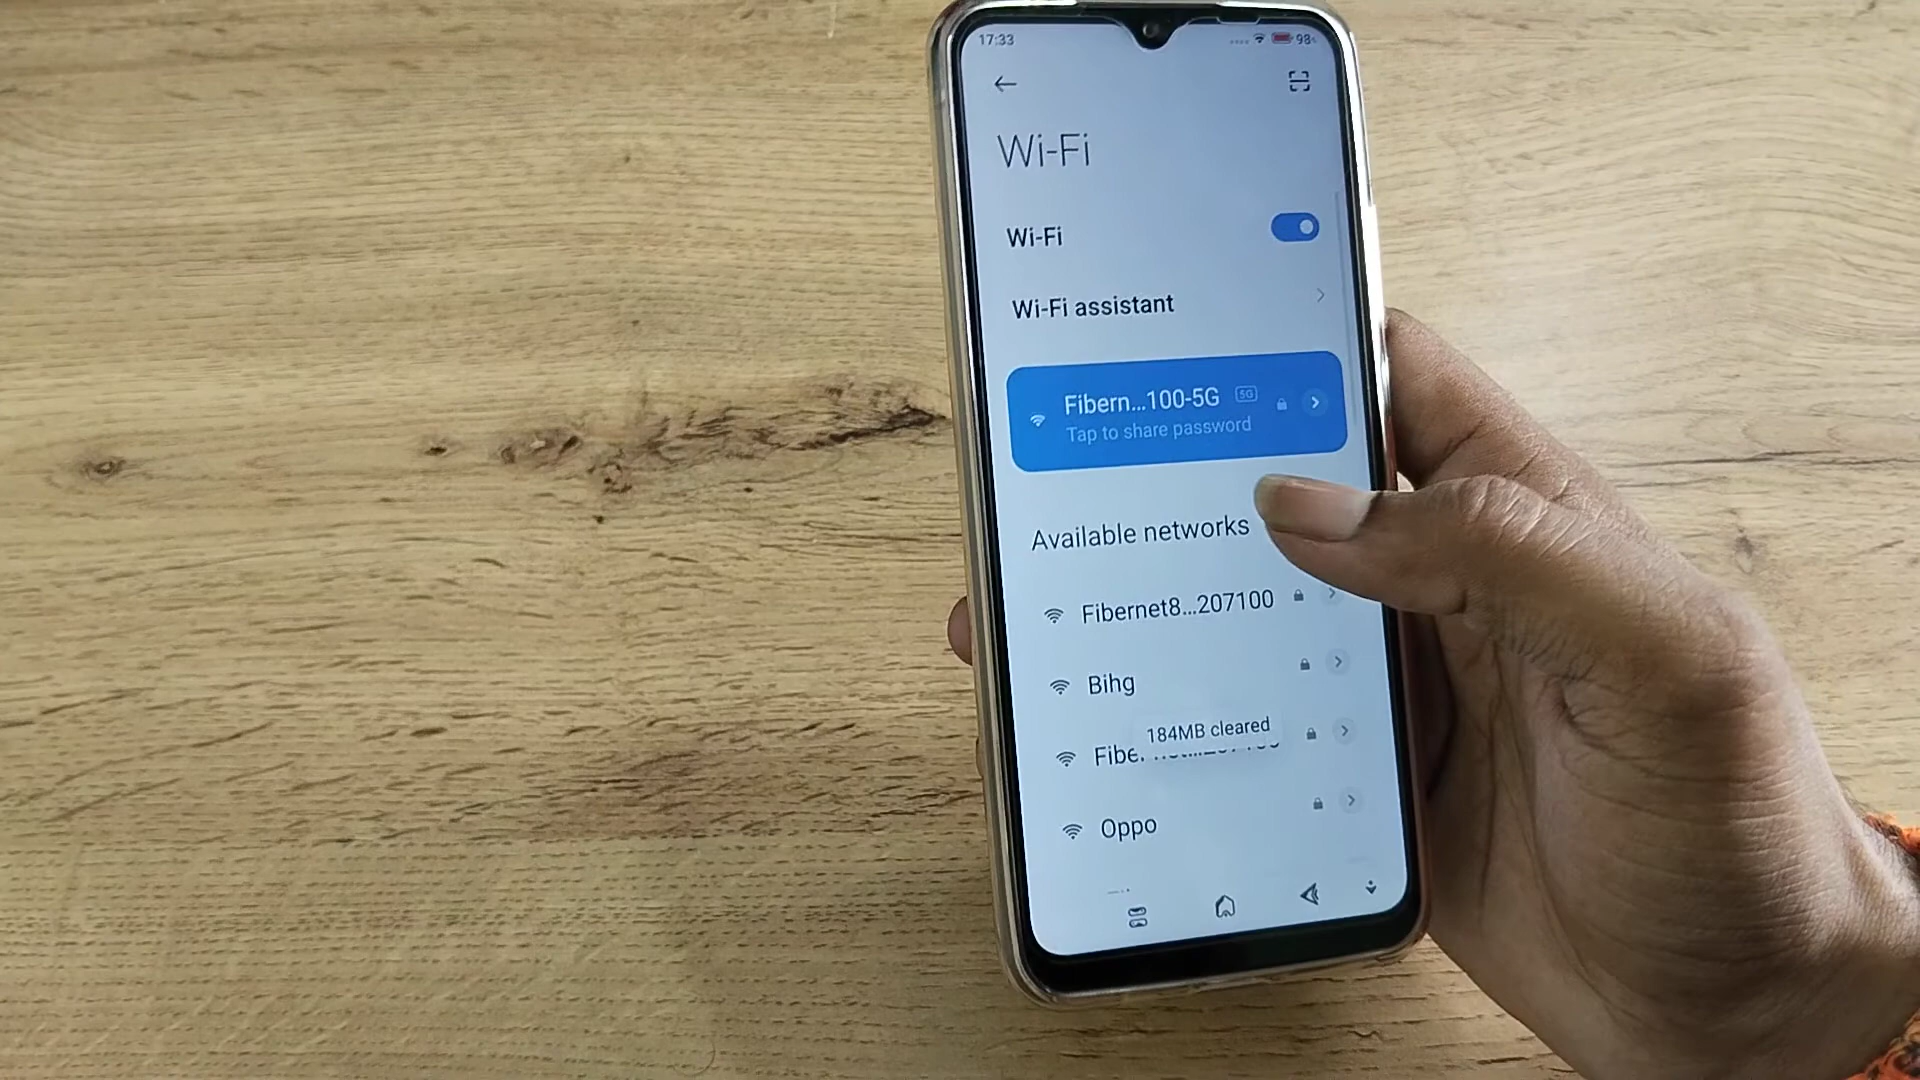 17:33
98
Wi-Fi
Wi-Fi
Wi-Fi assistant
Fibern...100-5G 5G
Tap to share password
Available networks
Fibernet8...207100
Bihg
184MB cleared
Oppo